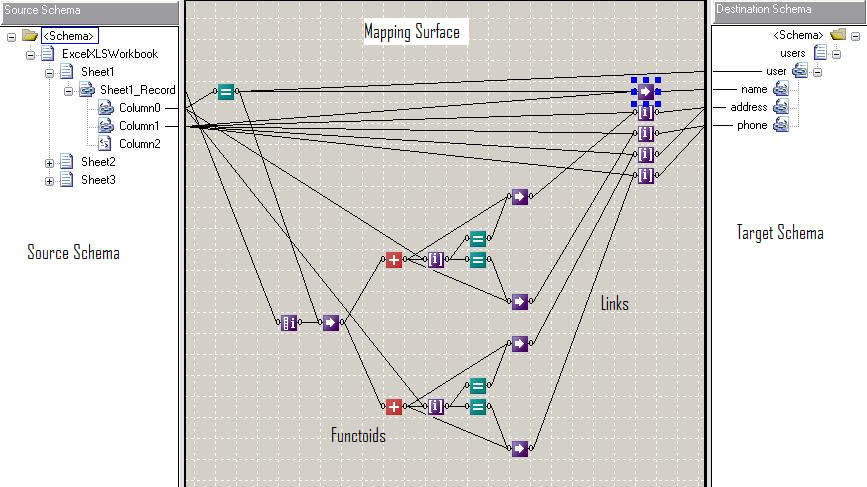 Source Schema
Destination Schema
Mapping Surface
<Schema>
ExcelXLSWorkbook
Sheet1
Sheet1_Record
Column0
Column1
Column2
Sheet2
Sheet3
<Schema>
users
user
name
address
phone
Source Schema
Target Schema
Links
Functoids